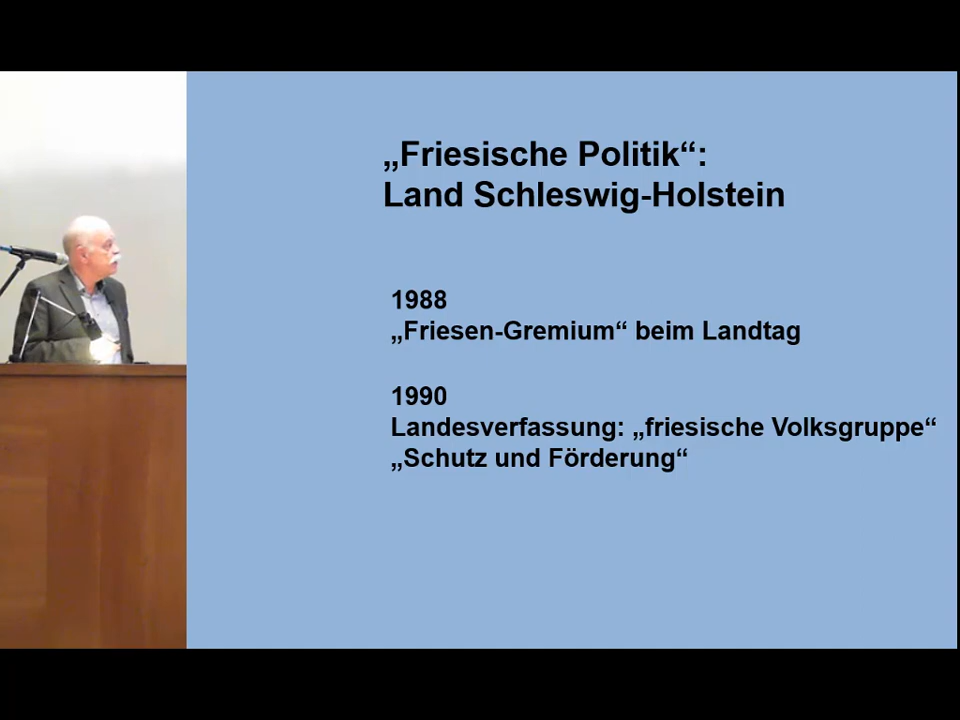 „Friesische Politik“:
Land Schleswig-Holstein
1988
„Friesen-Gremium“ beim Landtag
1990
Landesverfassung: „friesische Volksgruppe“
„Schutz und Förderung“